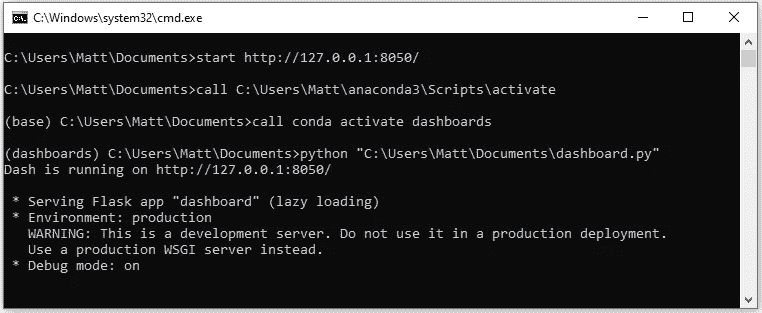 C:\Windows\system32\cmd.exe
C:\Users\Matt\Documents>start http://127.0.0.1:8050/
C:\Users\Matt\Documents>call C:\Users\Matt\anaconda3\Scripts\activate
(base) C:\Users\Matt\Documents>call conda activate dashboards
(dashboards) C:\Users\Matt\Documents>python "C:\Users\Matt\Documents\dashboard.py"
Dash is running on http://127.0.0.1:8050/
* Serving Flask app "dashboard" (lazy loading)
* Environment: production
WARNING: This is a development server. Do not use it in a production deployment.
Use a production WSGI server instead.
* Debug mode: on